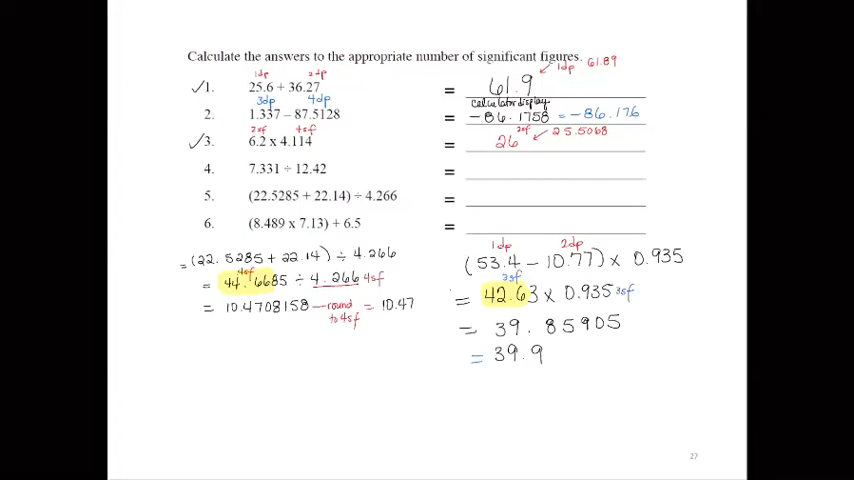 Calculate the answers to the appropriate number of significant figures.
1dp 2dp 1dp 61.89
✓1. 25.6 + 36.27 = 61.9
3dp 4dp calculator display
2. 1.337 – 87.5128 = -86.1758 = -86.176
2sf 4sf 2sf 25.5068
✓3. 6.2 x 4.114 = 26
4. 7.331 ÷ 12.42 =
5. (22.5285 + 22.14) ÷ 4.266 =
6. (8.489 x 7.13) + 6.5 =
= (22.5285 + 22.14) ÷ 4.266
4sf
= 44.6685 ÷ 4.266 4sf
= 10.4708158 — round to 4sf = 10.47
1dp 2dp
(53.4 - 10.77) x 0.935
3sf
= 42.63 x 0.935 3sf
= 39.85905
= 39.9
27